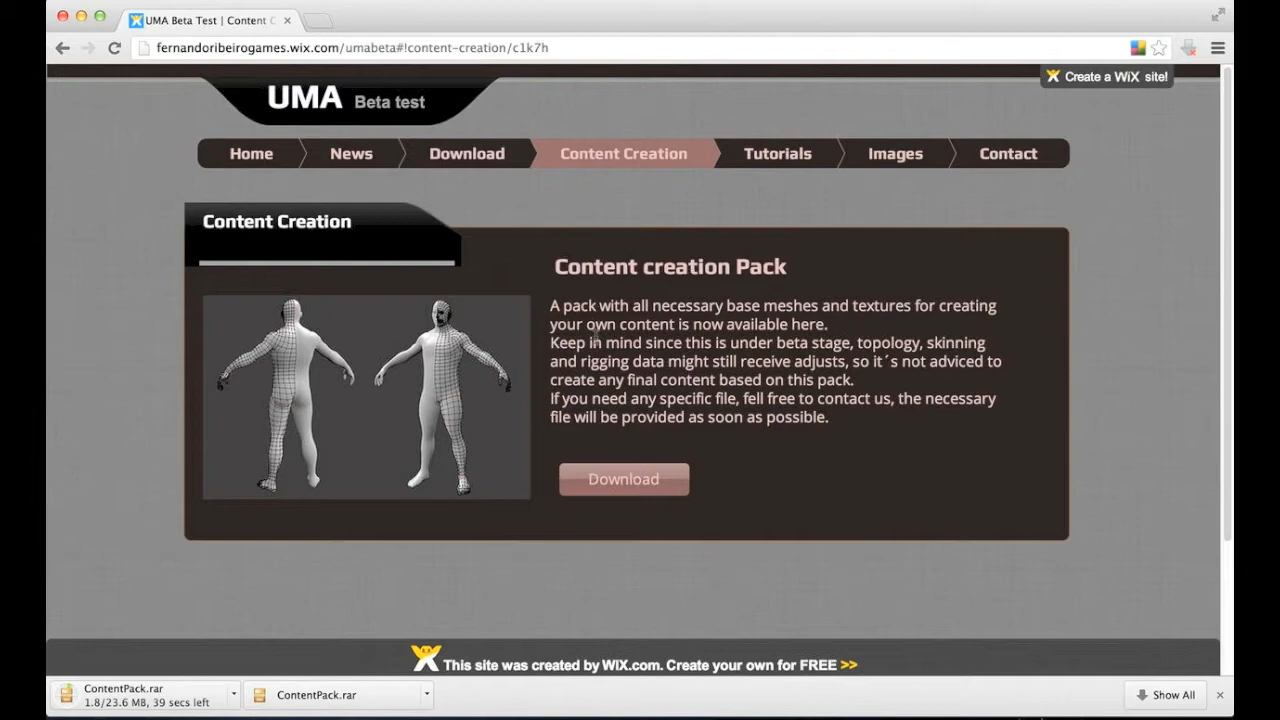 UMA Beta Test | Content C
fernandoribeirogames.wix.com/umabeta#!content-creation/c1k7h
Create a WiX site!
UMA Beta test
Home News Download Content Creation Tutorials Images Contact
Content Creation
Content creation Pack
A pack with all necessary base meshes and textures for creating
your own content is now available here.
Keep in mind since this is under beta stage, topology, skinning
and rigging data might still receive adjusts, so it´s not adviced to
create any final content based on this pack.
If you need any specific file, fell free to contact us, the necessary
file will be provided as soon as possible.
Download
This site was created by WIX.com. Create your own for FREE >>
ContentPack.rar
1.8/23.6 MB, 39 secs left
ContentPack.rar
Show All